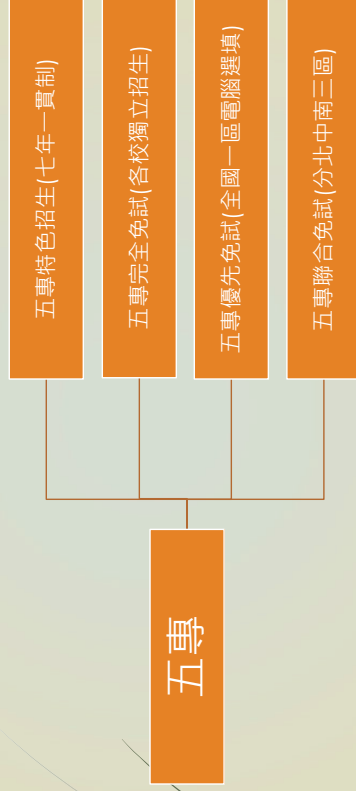 五專
五專特色招生(七年一貫制)
五專完全免試(各校獨立招生)
五專優先免試(全國一區電腦選填)
五專聯合免試(分北中南三區)